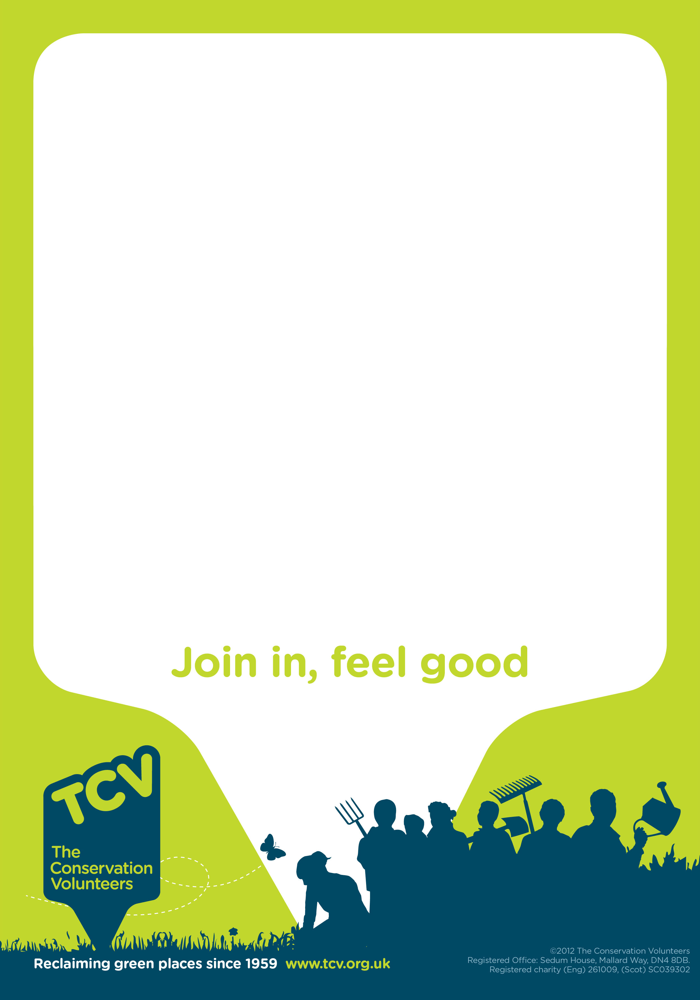 Join in, feel good
TCV
The
Conservation
Volunteers
Reclaiming green places since 1959 www.tcv.org.uk
©2012 The Conservation Volunteers
Registered Office: Sedum House, Mallard Way, DN4 8DB.
Registered charity (Eng) 261009, (Scot) SC039302